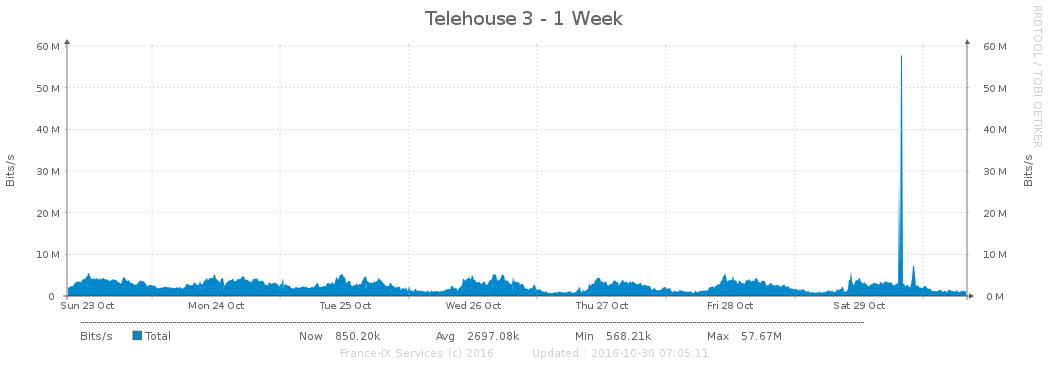 Telehouse 3 - 1 Week
RRDTOOL / TOBI OETIKER
Bits/s
60 M
50 M
40 M
30 M
20 M
10 M
0
60 M
50 M
40 M
30 M
20 M
10 M
0 M
Bits/s
Sun 23 Oct Mon 24 Oct Tue 25 Oct Wed 26 Oct Thu 27 Oct Fri 28 Oct Sat 29 Oct
Bits/s Total Now 850.20k Avg 2697.08k Min 568.21k Max 57.67M
France-IX Services (c) 2016 Updated : 2016-10-30 07:05:11